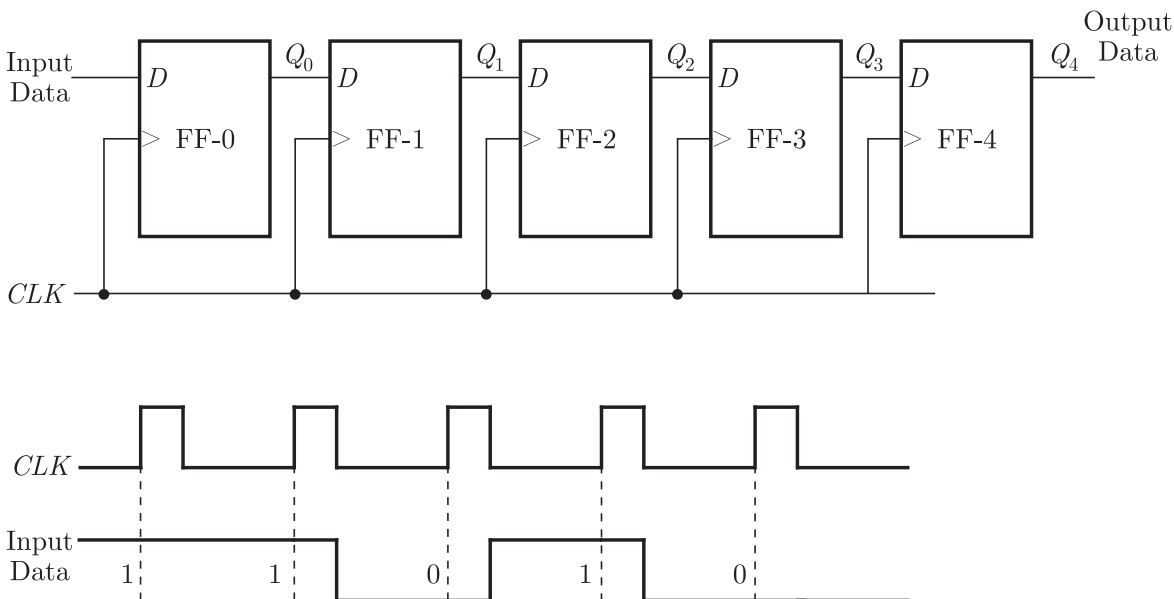 Output
Data
Input
Data
Q0 Q1 Q2 Q3 Q4
D D D D D
FF-0 FF-1 FF-2 FF-3 FF-4
CLK
CLK
Input
Data
1 1 0 1 0